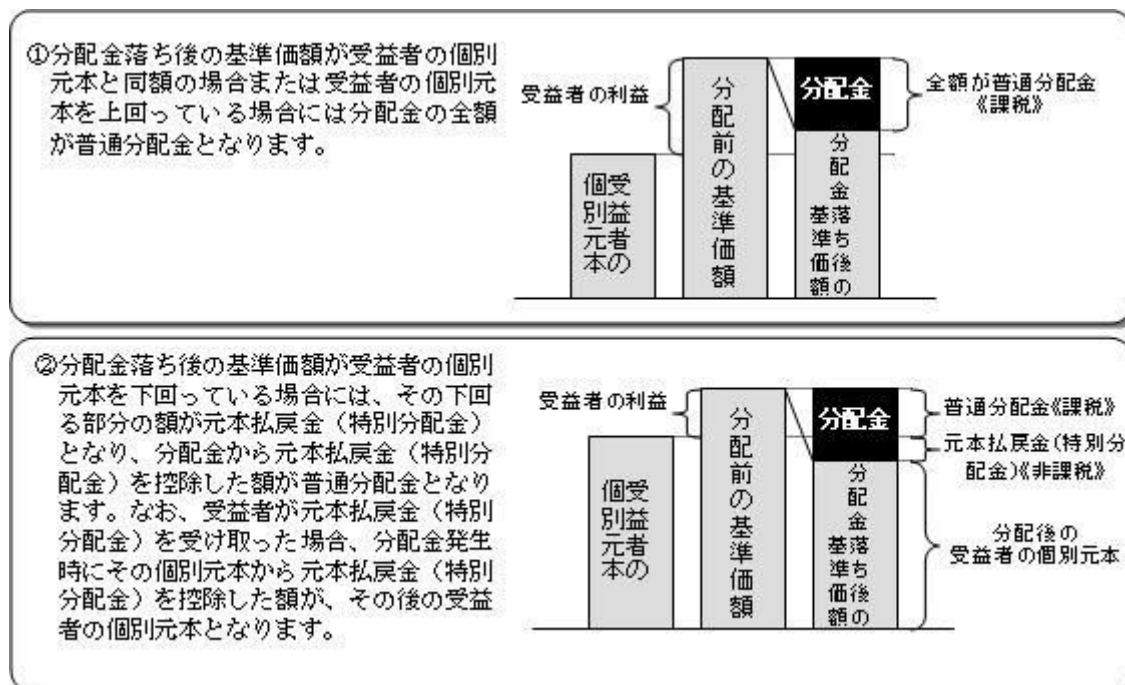 ①分配金落ち後の基準価額が受益者の個別
元本と同額の場合または受益者の個別元
本を上回っている場合には分配金の全額
が普通分配金となります。
受益者の利益
受益者の
個別元本
分配前の基準価額
分配金
分配金落ち後の
基準価額
全額が普通分配金
《課税》
②分配金落ち後の基準価額が受益者の個別
元本を下回っている場合には、その下回
る部分の額が元本払戻金（特別分配金）
となり、分配金から元本払戻金（特別分
配金）を控除した額が普通分配金となり
ます。なお、受益者が元本払戻金（特別
分配金）を受け取った場合、分配金発生
時にその個別元本から元本払戻金（特別
分配金）を控除した額が、その後の受益
者の個別元本となります。
受益者の利益
受益者の
個別元本
分配前の基準価額
分配金
分配金落ち後の
基準価額
普通分配金《課税》
元本払戻金(特別分
配金)《非課税》
分配後の
受益者の個別元本